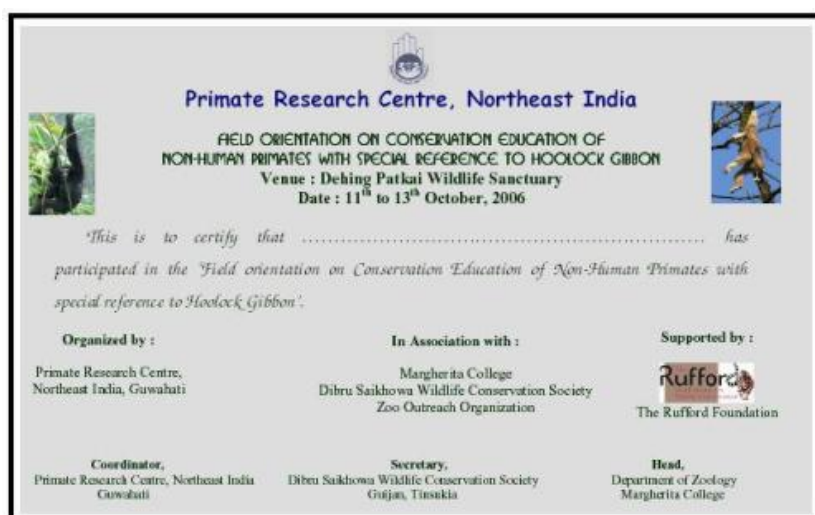 Primate Research Centre, Northeast India
FIELD ORIENTATION ON CONSERVATION EDUCATION OF
NON-HUMAN PRIMATES WITH SPECIAL REFERENCE TO HOOLOCK GIBBON
Venue : Dehing Patkai Wildlife Sanctuary
Date : 11th to 13th October, 2006
This is to certify that .............................................................. has
participated in the 'Field orientation on Conservation Education of Non-Human Primates with
special reference to Hoolock Gibbon'.
Organized by :
Primate Research Centre,
Northeast India, Guwahati
In Association with :
Margherita College
Dibru Saikhowa Wildlife Conservation Society
Zoo Outreach Organization
Supported by :
Rufford
The Rufford Foundation
Coordinator,
Primate Research Centre, Northeast India
Guwahati
Secretary,
Dibru Saikhowa Wildlife Conservation Society
Guijan, Tinsukia
Head,
Department of Zoology
Margherita College